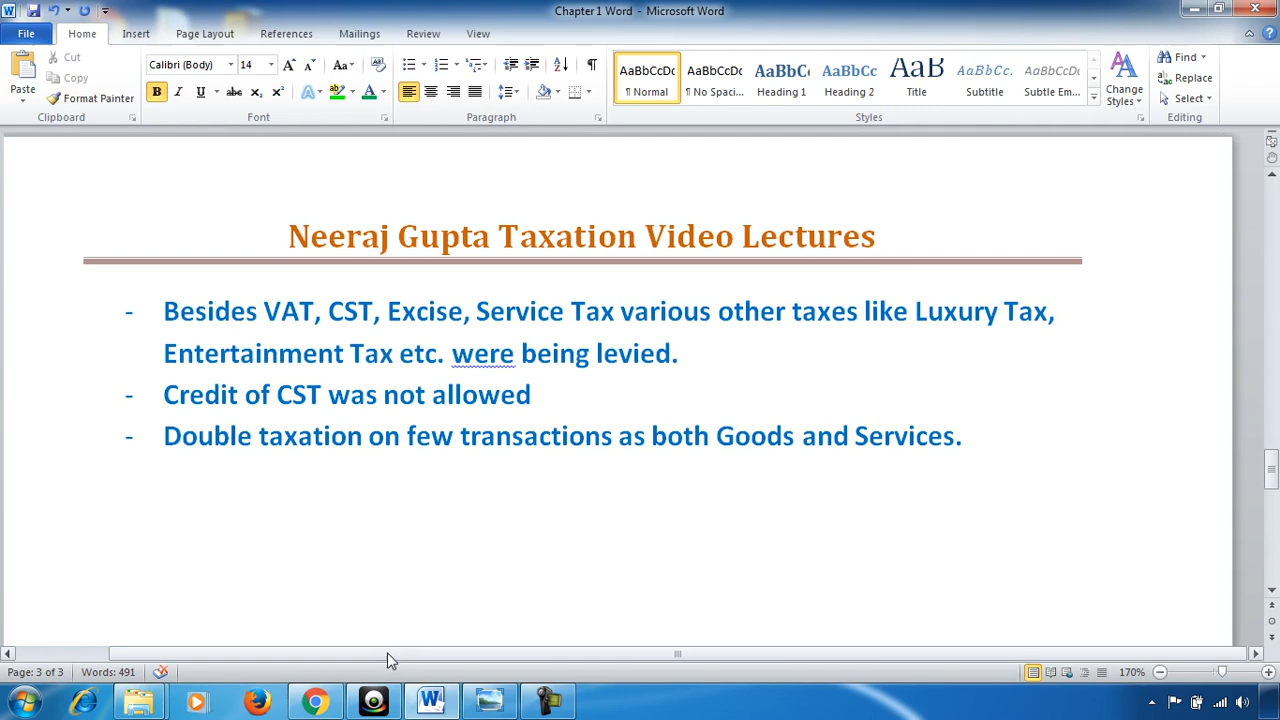 Chapter 1 Word - Microsoft Word
File Home Insert Page Layout References Mailings Review View
Cut
Copy
Format Painter
Paste
Calibri (Body) 14
Clipboard Font Paragraph Styles Editing
AaBbCcDc AaBbCcDc AaBbCc AaBbCc AaB AaBbCc. AaBbCcDc
¶ Normal ¶ No Spaci... Heading 1 Heading 2 Title Subtitle Subtle Em...
Change Styles
Find
Replace
Select
Neeraj Gupta Taxation Video Lectures
- Besides VAT, CST, Excise, Service Tax various other taxes like Luxury Tax,
Entertainment Tax etc. were being levied.
- Credit of CST was not allowed
- Double taxation on few transactions as both Goods and Services.
Page: 3 of 3 Words: 491 170%